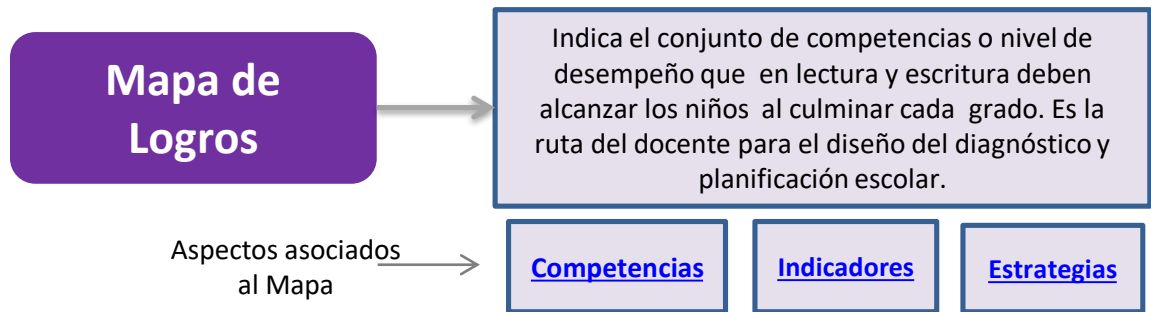 Mapa de
Logros
Indica el conjunto de competencias o nivel de
desempeño que en lectura y escritura deben
alcanzar los niños al culminar cada grado. Es la
ruta del docente para el diseño del diagnóstico y
planificación escolar.
Aspectos asociados
al Mapa
Competencias
Indicadores
Estrategias